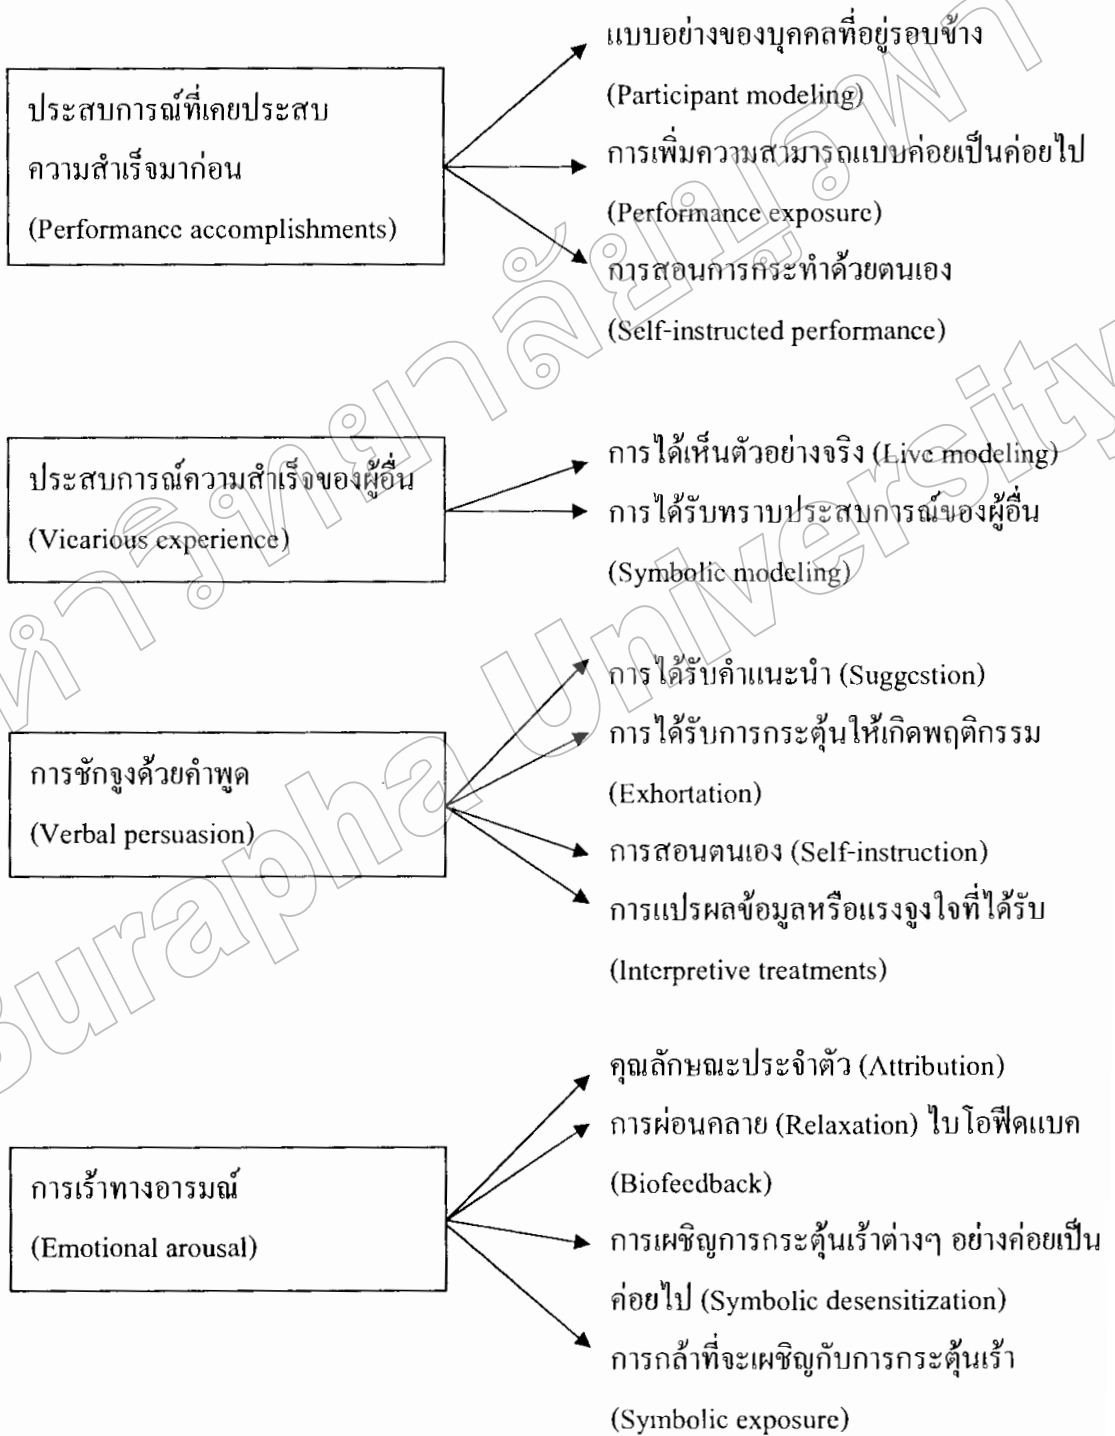 แบบอย่างของบุคคลที่อยู่รอบข้าง
(Participant modeling)
ประสบการณ์ที่เคยประสบ
ความสำเร็จมาก่อน
(Performance accomplishments)
การเพิ่มความสามารถแบบค่อยเป็นค่อยไป
(Performance exposure)
การสอนการกระทำด้วยตนเอง
(Self-instructed performance)
ประสบการณ์ความสำเร็จของผู้อื่น
(Vicarious experience)
การได้เห็นตัวอย่างจริง (Live modeling)
การได้รับทราบประสบการณ์ของผู้อื่น
(Symbolic modeling)
การชักจูงด้วยคำพูด
(Verbal persuasion)
การได้รับคำแนะนำ (Suggestion)
การได้รับการกระตุ้นให้เกิดพฤติกรรม
(Exhortation)
การสอนตนเอง (Self-instruction)
การแปรผลข้อมูลหรือแรงจูงใจที่ได้รับ
(Interpretive treatments)
การเร้าทางอารมณ์
(Emotional arousal)
คุณลักษณะประจำตัว (Attribution)
การผ่อนคลาย (Relaxation) ไบโอฟีดแบค
(Biofeedback)
การเผชิญการกระตุ้นเร้าต่างๆ อย่างค่อยเป็น
ค่อยไป (Symbolic desensitization)
การกล้าที่จะเผชิญกับการกระตุ้นเร้า
(Symbolic exposure)
หาวิทยาลัยบูรพา
Burapha University